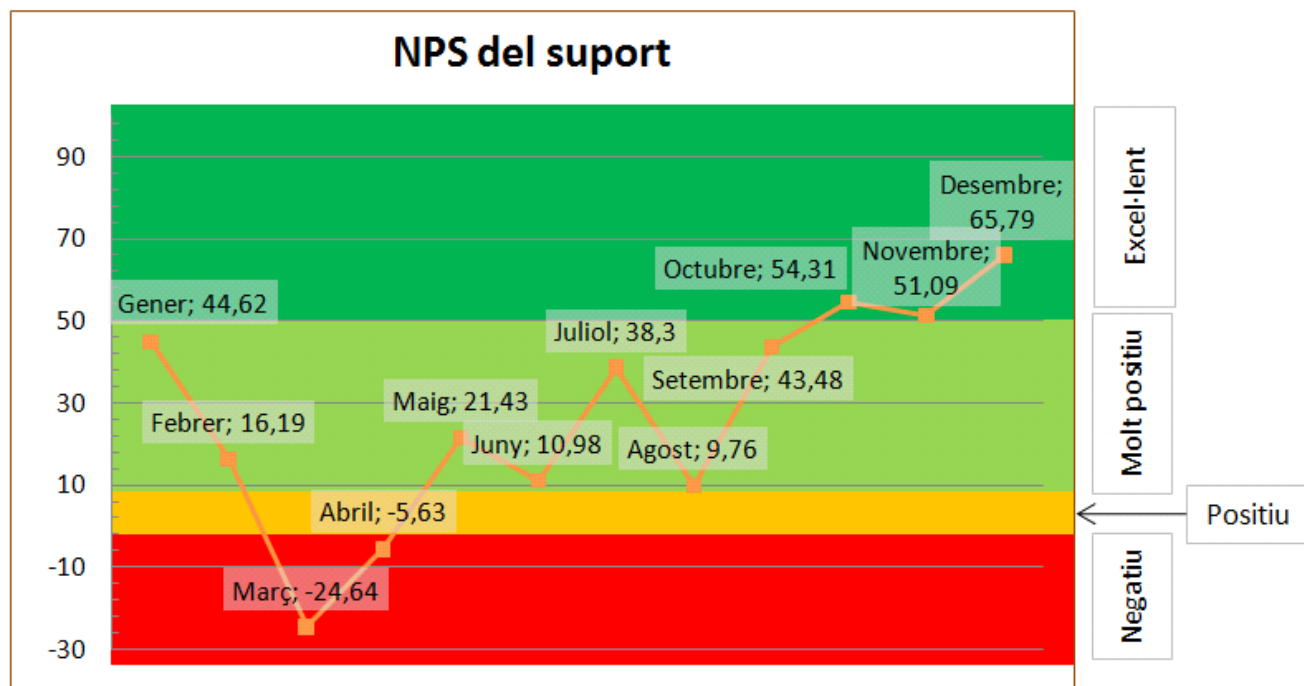 NPS del suport
90
70
50
30
10
-10
-30
Gener; 44,62
Febrer; 16,19
Març; -24,64
Abril; -5,63
Maig; 21,43
Juny; 10,98
Juliol; 38,3
Agost; 9,76
Setembre; 43,48
Octubre; 54,31
Novembre;
51,09
Desembre;
65,79
Excel·lent
Molt positiu
Positiu
Negatiu